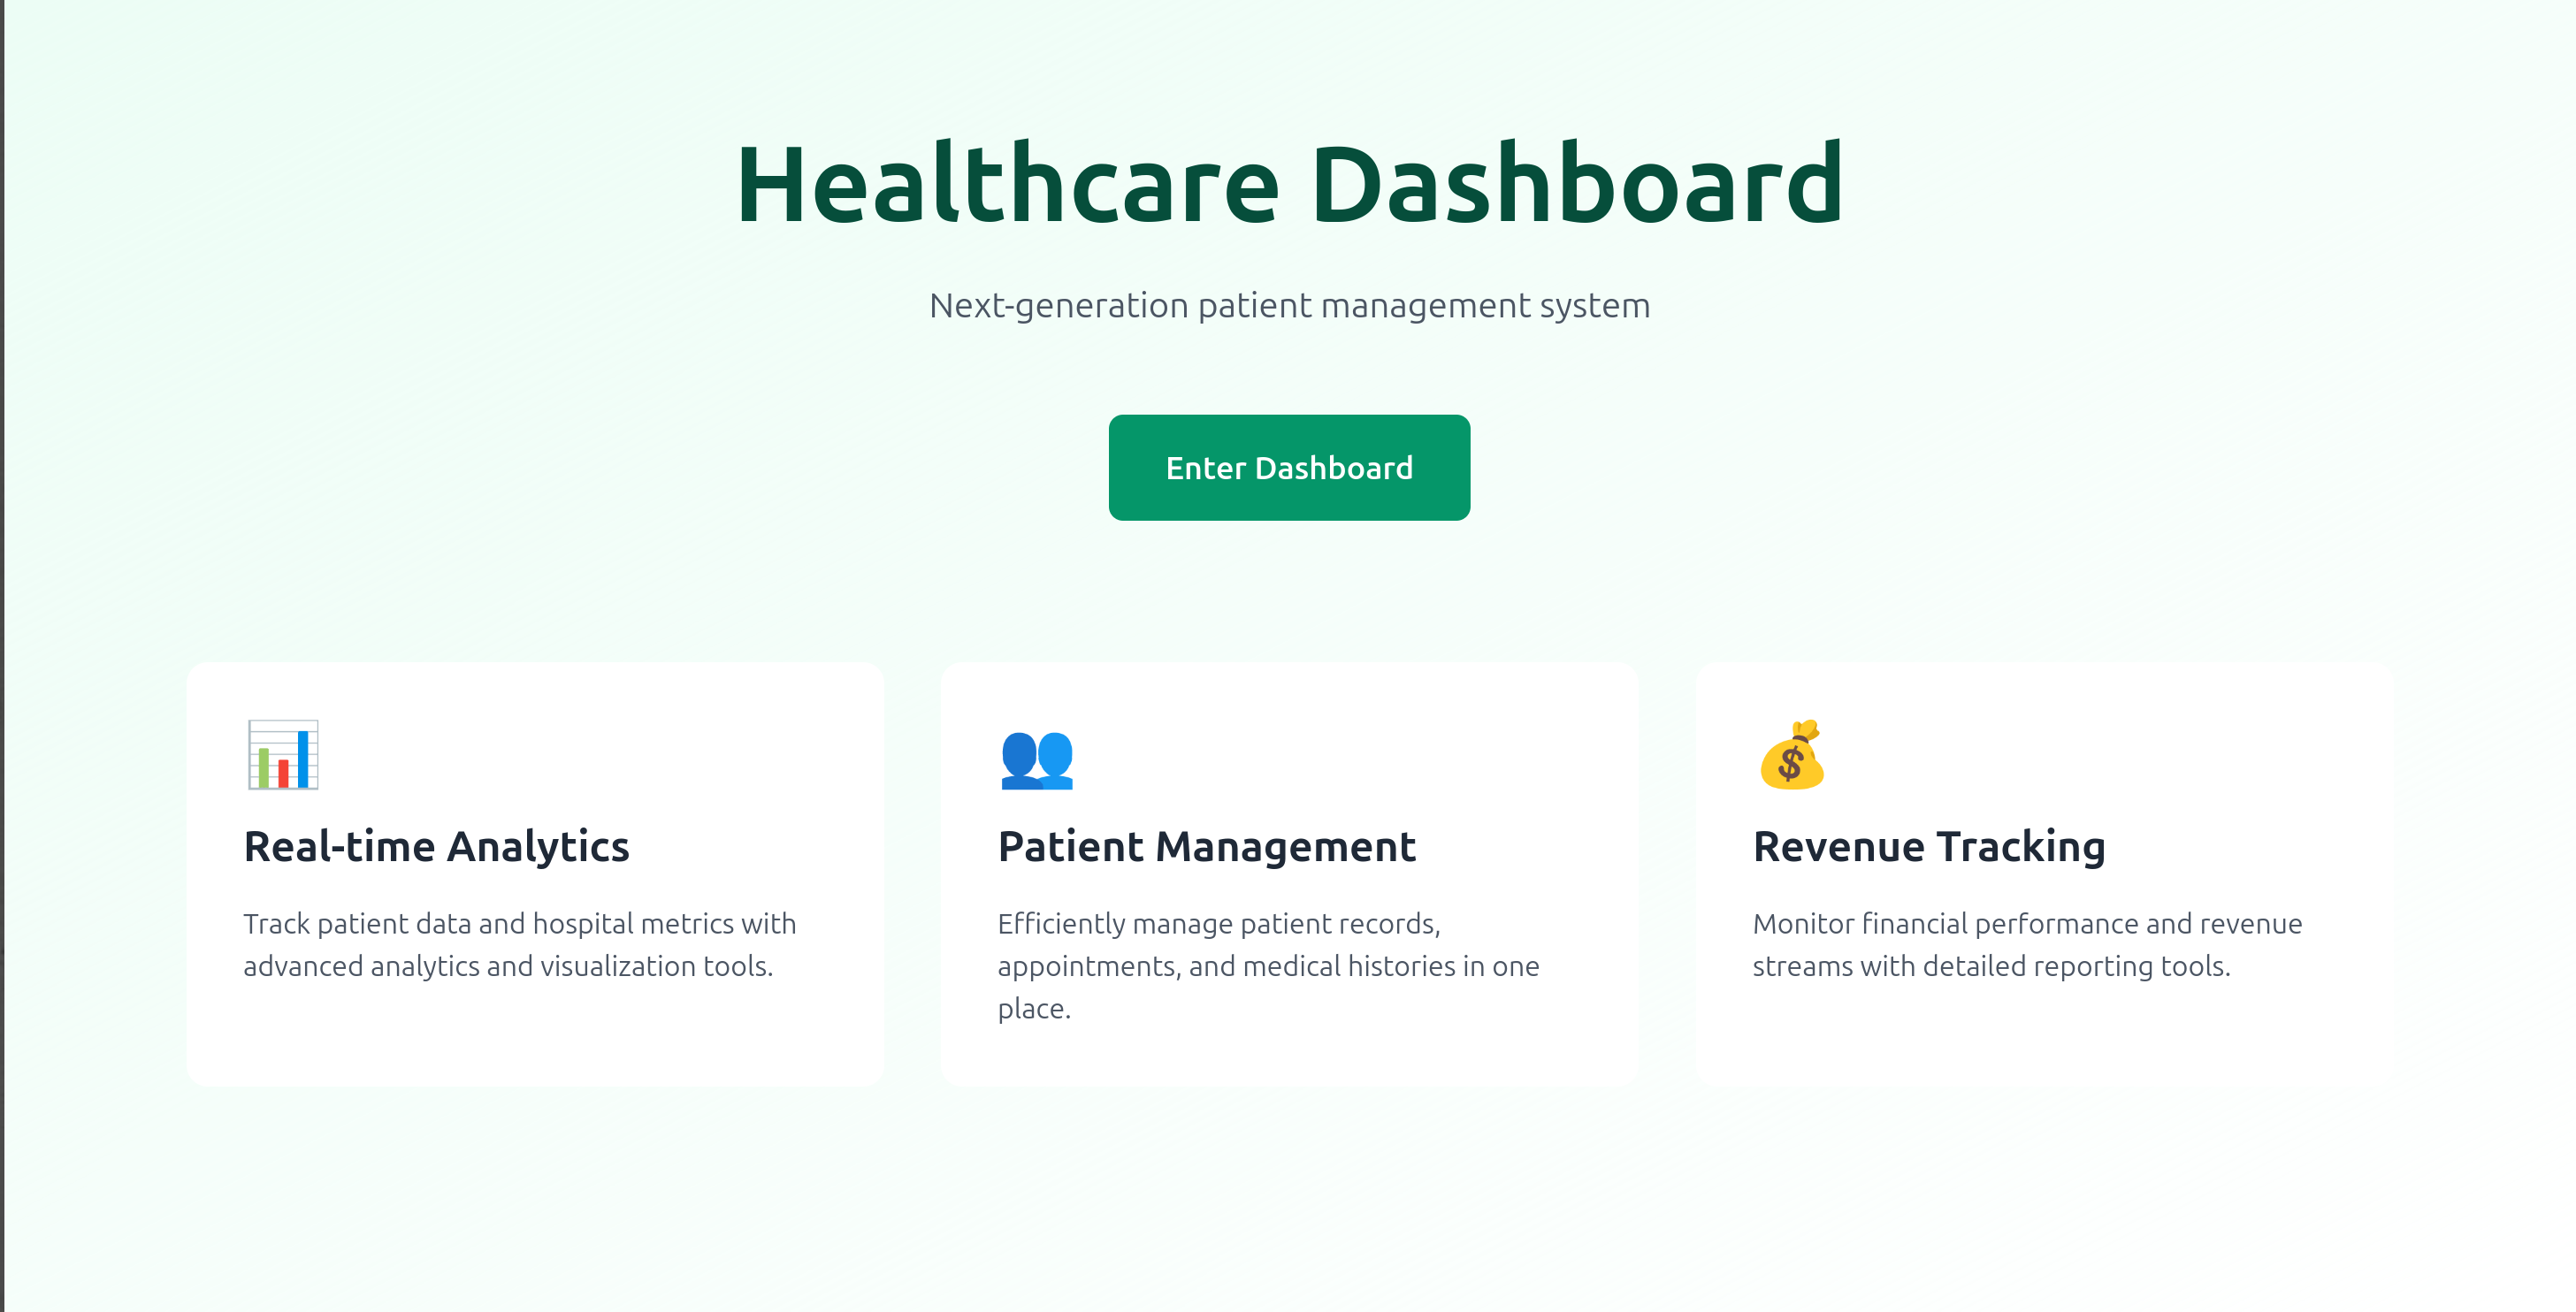 Healthcare Dashboard
Next-generation patient management system
Enter Dashboard
Real-time Analytics
Track patient data and hospital metrics with
advanced analytics and visualization tools.
Patient Management
Efficiently manage patient records,
appointments, and medical histories in one
place.
Revenue Tracking
Monitor financial performance and revenue
streams with detailed reporting tools.